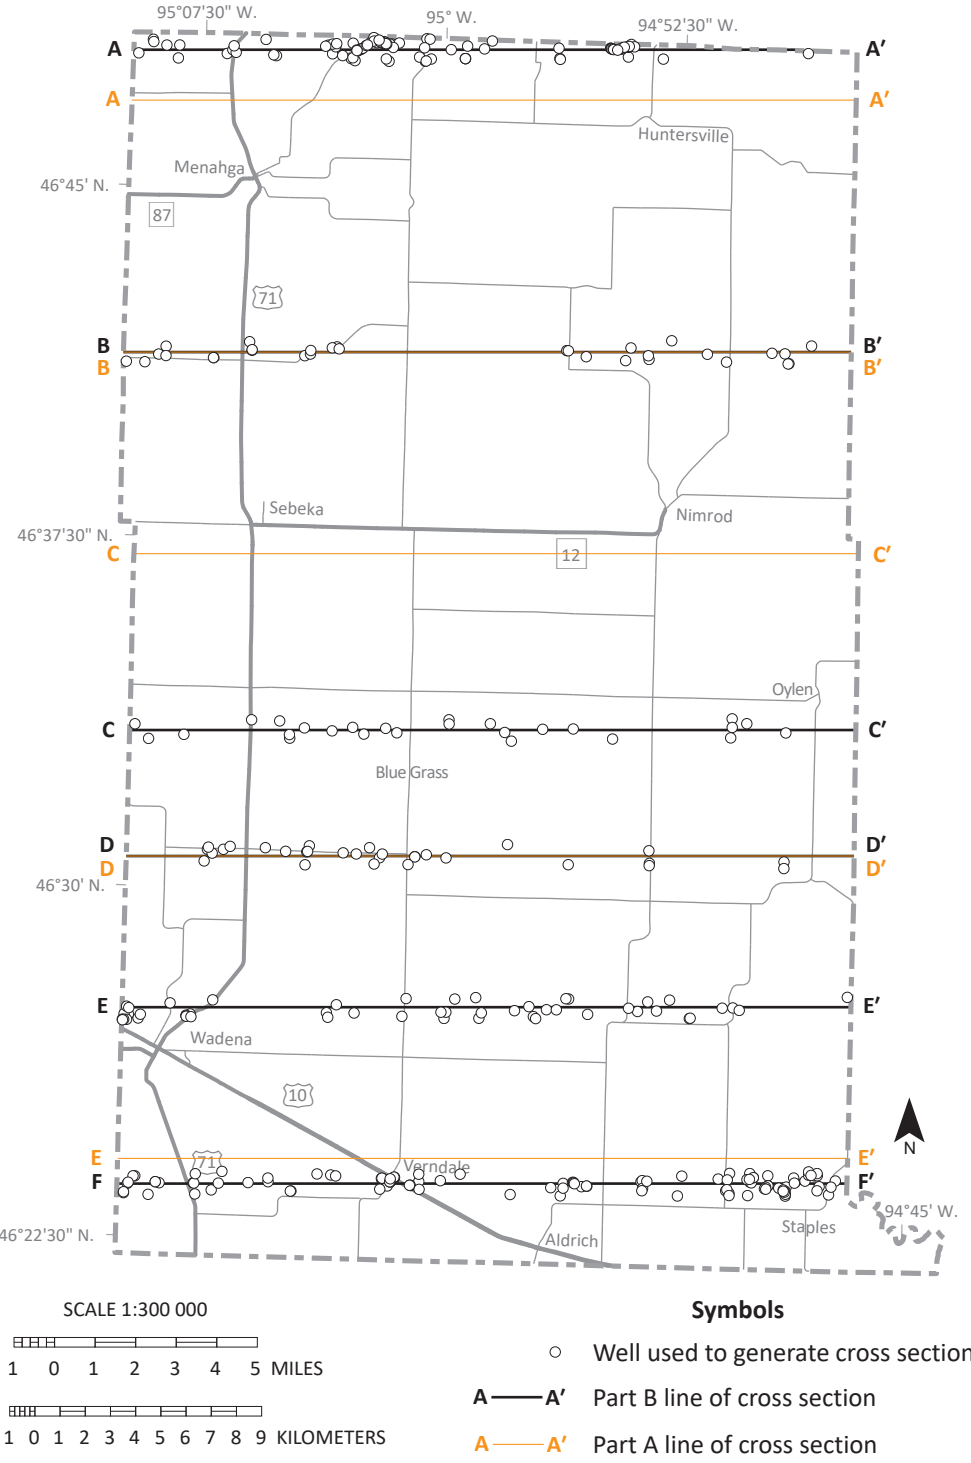 95°07'30" W.
95° W.
94°52'30" W.
A
A'
A
A'
Huntersville
Menahga
46°45' N.
87
71
B
B'
B
B'
Sebeka
Nimrod
46°37'30" N.
C
12
C'
Oylen
C
C'
Blue Grass
D
D'
D
D'
46°30' N.
E
E'
Wadena
10
N
E
71
Verndale
E'
F
F'
94°45' W.
46°22'30" N.
Aldrich
Staples
SCALE 1:300 000
1 0 1 2 3 4 5 MILES
1 0 1 2 3 4 5 6 7 8 9 KILOMETERS
Symbols
Well used to generate cross section
A A' Part B line of cross section
A A' Part A line of cross section